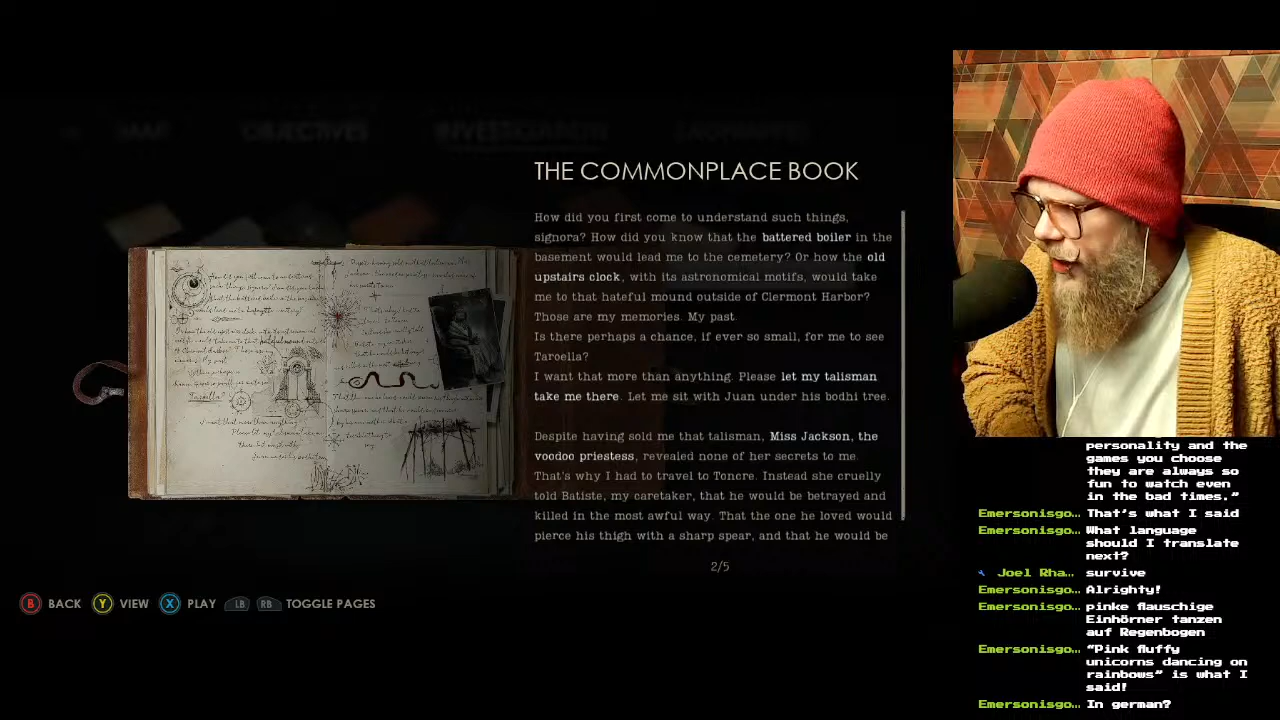 OBJECTIVES
THE COMMONPLACE BOOK
How did you first come to understand such things,
signora? How did you know that the battered boiler in the
basement would lead me to the cemetery? Or how the old
upstairs clock, with its astronomical motifs, would take
me to that hateful mound outside of Clermont Harbor?
Those are my memories. My past.
Is there perhaps a chance, if ever so small, for me to see
Taroella?
I want that more than anything. Please let my talisman
take me there. Let me sit with Juan under his bodhi tree.
Despite having sold me that talisman, Miss Jackson, the
voodoo priestess, revealed none of her secrets to me.
That's why I had to travel to Toncre. Instead she cruelly
told Batiste, my caretaker, that he would be betrayed and
killed in the most awful way. That the one he loved would
pierce his thigh with a sharp spear, and that he would be
2/5
B BACK Y VIEW X PLAY LB RB TOGGLE PAGES
personality and the
games you choose
they are always so
fun to watch even
in the bad times."
Emersonisgo… That's what I said
Emersonisgo… What language
should I translate
next?
Joel Rha… survive
Emersonisgo… Alrighty!
Emersonisgo… pinke flauschige
Einhörner tanzen
auf Regenbogen
Emersonisgo… "Pink fluffy
unicorns dancing on
rainbows" is what I
said!
Emersonisgo… In german?